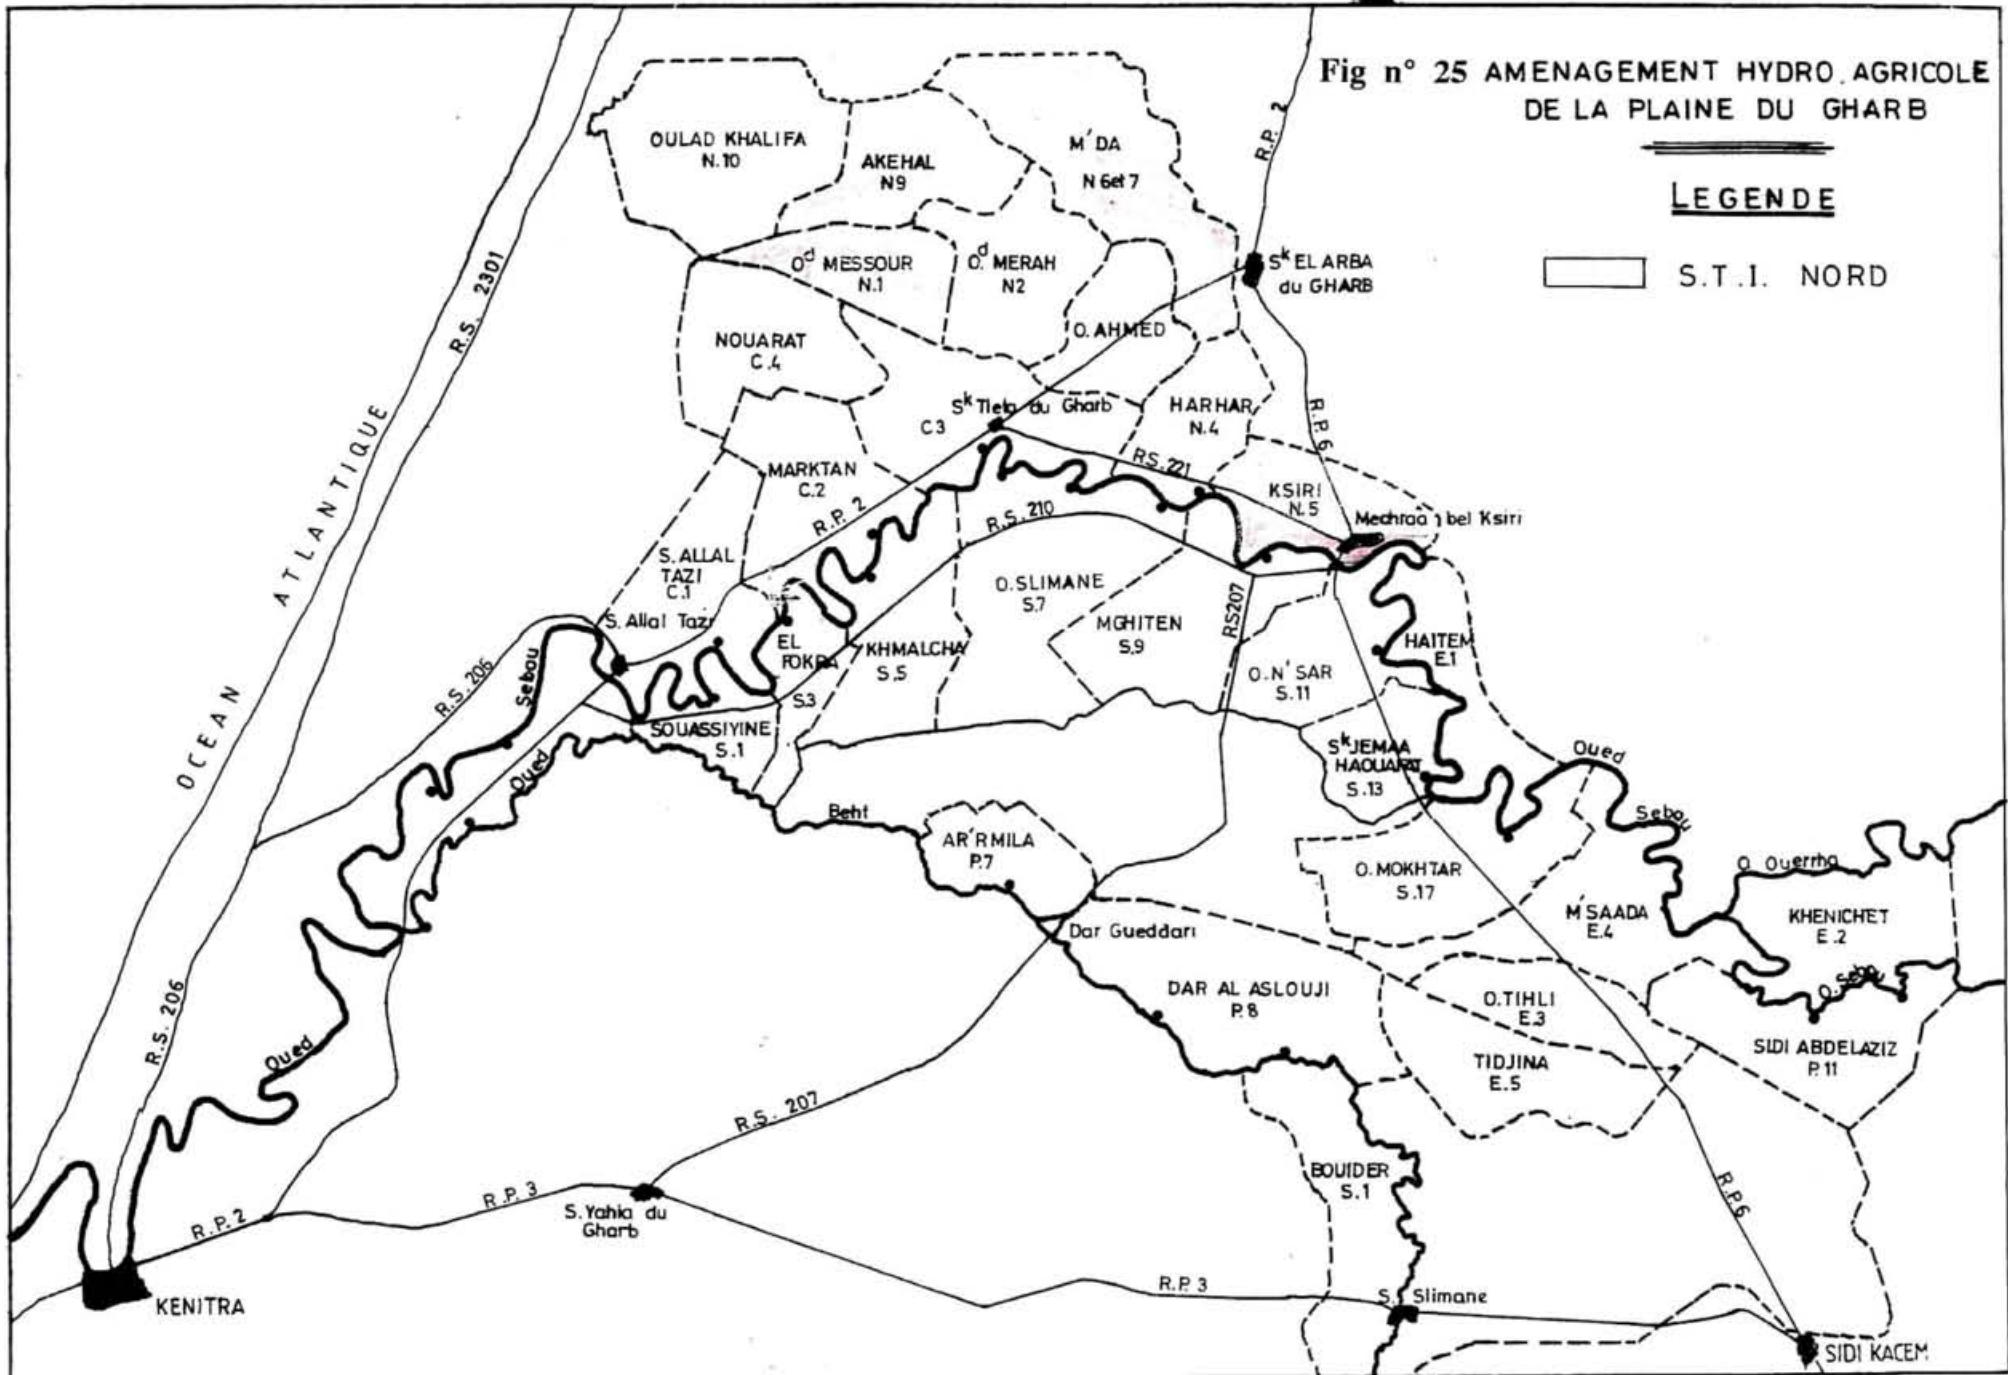 Fig n° 25 AMENAGEMENT HYDRO.AGRICOLE
DE LA PLAINE DU GHARB
LEGENDE
S.T.I. NORD
OULAD KHALIFA
N.10
AKEHAL
N9
M'DA
N 6et 7
R.P. 2
Od MESSOUR
N.1
O.d MERAH
N2
Sk EL ARBA
du GHARB
R.S. 2301
O. AHMED
NOUARAT
C.4
Sk Tleta du Gharb
C3
HARHAR
N.4
R.P.6
OCEAN ATLANTIQUE
MARKTAN
C.2
RS.221
KSIRI
N.5
R.P. 2
R.S. 210
Mechraa bel Ksiri
S. ALLAL
TAZI
C.1
O.SLIMANE
S.7
MGHITEN
S.9
RS207
S. Allal Tazi
EL
FOKRA
S.3
KHMALCHA
S.5
HAITEM
E.1
R.S. 206
Sebou
O.N'SAR
S.11
SOUASSIYINE
S.1
Oued
Sk JEMAA
HAOUARAT
S.13
Oued
Sebou
Beht
AR'RMILA
P.7
O. MOKHTAR
S.17
O. Ouerrha
M'SAADA
E.4
KHENICHET
E.2
Dar Gueddari
DAR AL ASLOUJI
P.8
O.TIHLI
E.3
O. Sebou
R.S. 206
Oued
TIDJINA
E.5
SIDI ABDELAZIZ
P.11
R.S. 207
BOUIDER
S.1
R.P.2
R.P. 3
S. Yahia du
Gharb
R.P6
R.P. 3
S. Slimane
KENITRA
SIDI KACEM